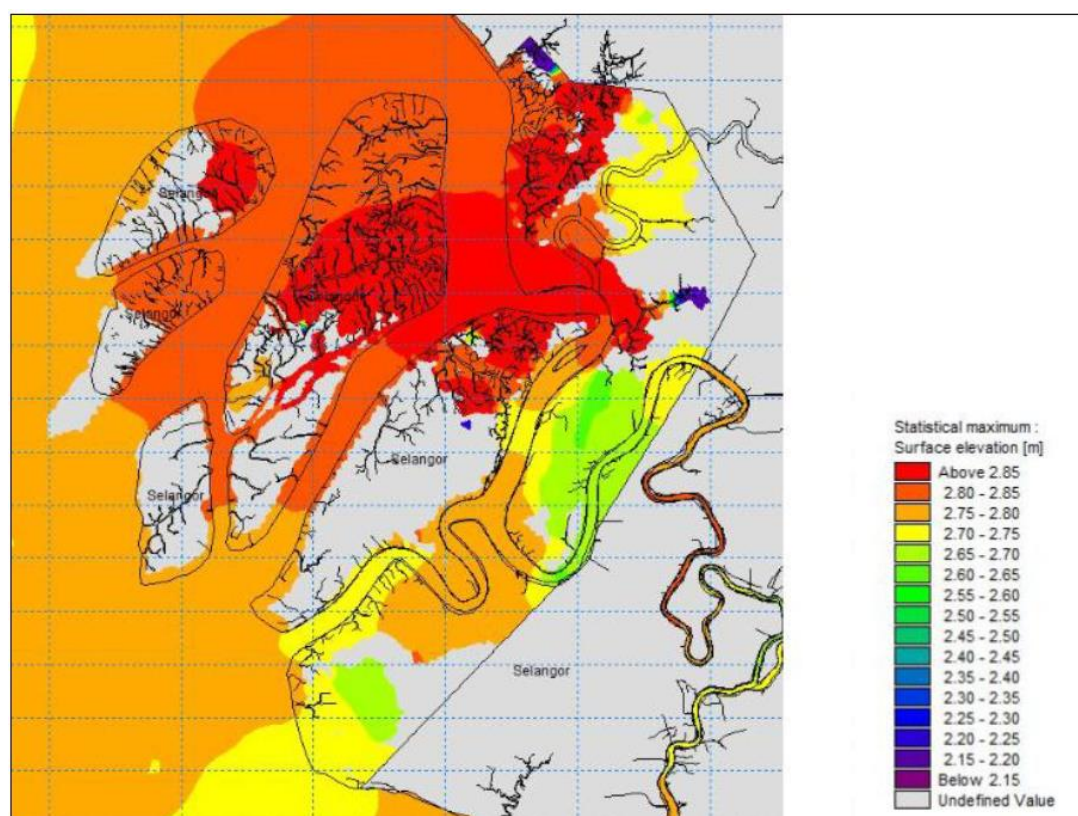 Selangor
Selangor
Selangor
Selangor
Selangor
Selangor
Statistical maximum :
Surface elevation [m]
Above 2.85
2.80 - 2.85
2.75 - 2.80
2.70 - 2.75
2.65 - 2.70
2.60 - 2.65
2.55 - 2.60
2.50 - 2.55
2.45 - 2.50
2.40 - 2.45
2.35 - 2.40
2.30 - 2.35
2.25 - 2.30
2.20 - 2.25
2.15 - 2.20
Below 2.15
Undefined Value